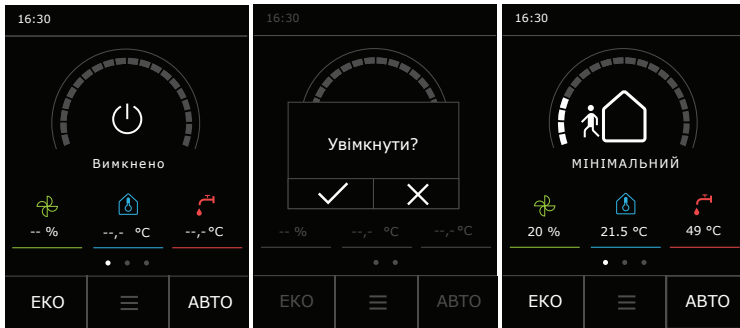 16:30
Вимкнено
-- %
--,- °C
--,-°C
ЕКО
АВТО
16:30
Увімкнути?
-- %
--,- °C
--,-°C
ЕКО
АВТО
16:30
МІНІМАЛЬНИЙ
20 %
21.5 °C
49 °C
ЕКО
АВТО